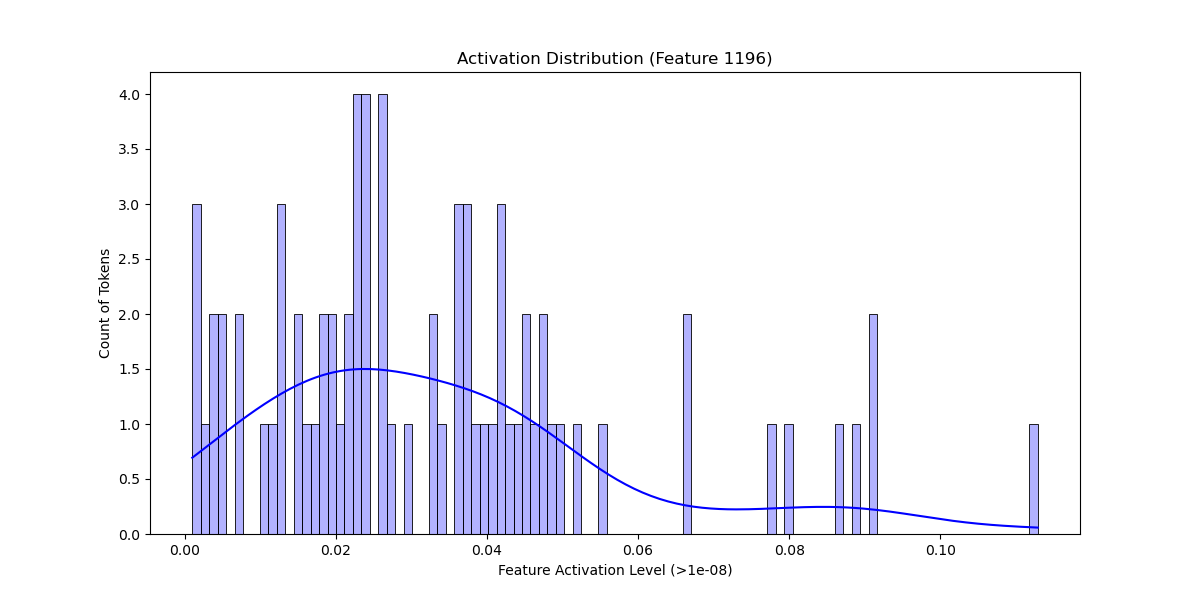 Activation Distribution (Feature 1196)
4.0
3.5
3.0
2.5
2.0
1.5
1.0
0.5
0.0
Count of Tokens
0.00 0.02 0.04 0.06 0.08 0.10
Feature Activation Level (>1e-08)